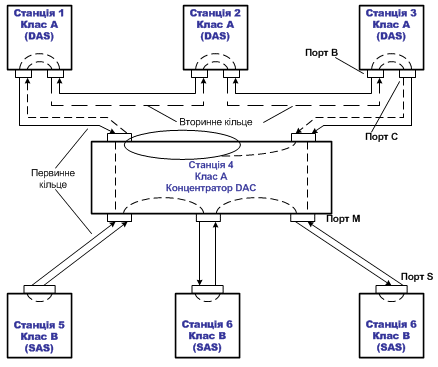 Станція 1
Клас А
(DAS)
Станція 2
Клас А
(DAS)
Станція 3
Клас А
(DAS)
Порт В
Вторинне кільце
Порт С
Первинне
кільце
Станція 4
Клас А
Концентратор DAC
Порт М
Порт S
Станція 5
Клас В
(SAS)
Станція 6
Клас В
(SAS)
Станція 6
Клас В
(SAS)